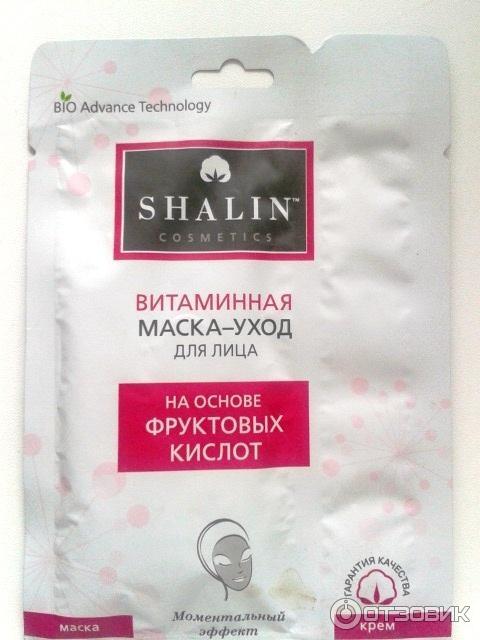 BIO Advance Technology
SHALIN™
COSMETICS
ВИТАМИННАЯ
МАСКА–УХОД
ДЛЯ ЛИЦА
НА ОСНОВЕ
ФРУКТОВЫХ
КИСЛОТ
ГАРАНТИЯ КАЧЕСТВА
Моментальный
эффект
маска
крем
ОТЗОВИК